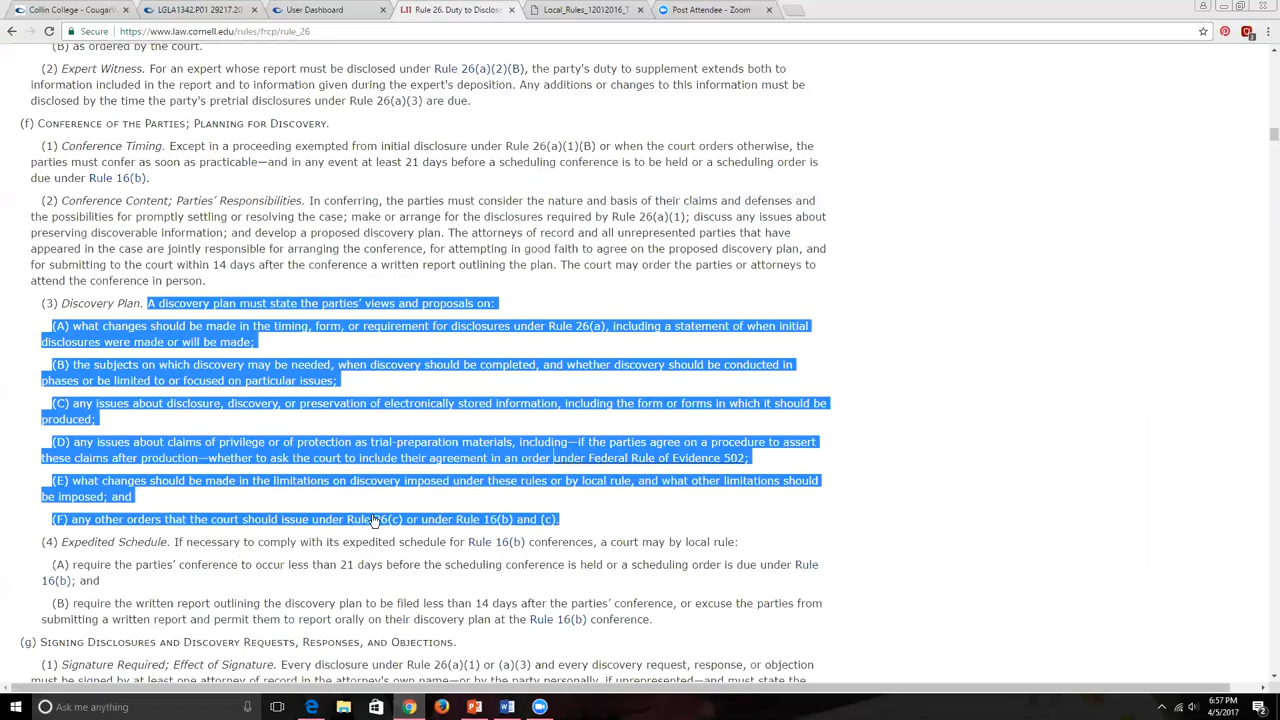 Collin College - CougarW
LGLA1342.P01 29217.20
User Dashboard
Rule 26. Duty to Disclose
Local_Rules_12012016_T
Post Attendee - Zoom
Secure https://www.law.cornell.edu/rules/frcp/rule_26
(B) as ordered by the court.
(2) Expert Witness. For an expert whose report must be disclosed under Rule 26(a)(2)(B), the party's duty to supplement extends both to
information included in the report and to information given during the expert's deposition. Any additions or changes to this information must be
disclosed by the time the party's pretrial disclosures under Rule 26(a)(3) are due.
(f) CONFERENCE OF THE PARTIES; PLANNING FOR DISCOVERY.
(1) Conference Timing. Except in a proceeding exempted from initial disclosure under Rule 26(a)(1)(B) or when the court orders otherwise, the
parties must confer as soon as practicable—and in any event at least 21 days before a scheduling conference is to be held or a scheduling order is
due under Rule 16(b).
(2) Conference Content; Parties' Responsibilities. In conferring, the parties must consider the nature and basis of their claims and defenses and
the possibilities for promptly settling or resolving the case; make or arrange for the disclosures required by Rule 26(a)(1); discuss any issues about
preserving discoverable information; and develop a proposed discovery plan. The attorneys of record and all unrepresented parties that have
appeared in the case are jointly responsible for arranging the conference, for attempting in good faith to agree on the proposed discovery plan, and
for submitting to the court within 14 days after the conference a written report outlining the plan. The court may order the parties or attorneys to
attend the conference in person.
(3) Discovery Plan. A discovery plan must state the parties' views and proposals on:
(A) what changes should be made in the timing, form, or requirement for disclosures under Rule 26(a), including a statement of when initial
disclosures were made or will be made;
(B) the subjects on which discovery may be needed, when discovery should be completed, and whether discovery should be conducted in
phases or be limited to or focused on particular issues;
(C) any issues about disclosure, discovery, or preservation of electronically stored information, including the form or forms in which it should be
produced;
(D) any issues about claims of privilege or of protection as trial-preparation materials, including—if the parties agree on a procedure to assert
these claims after production—whether to ask the court to include their agreement in an order under Federal Rule of Evidence 502;
(E) what changes should be made in the limitations on discovery imposed under these rules or by local rule, and what other limitations should
be imposed; and
(F) any other orders that the court should issue under Rule 26(c) or under Rule 16(b) and (c).
(4) Expedited Schedule. If necessary to comply with its expedited schedule for Rule 16(b) conferences, a court may by local rule:
(A) require the parties' conference to occur less than 21 days before the scheduling conference is held or a scheduling order is due under Rule
16(b); and
(B) require the written report outlining the discovery plan to be filed less than 14 days after the parties' conference, or excuse the parties from
submitting a written report and permit them to report orally on their discovery plan at the Rule 16(b) conference.
(g) SIGNING DISCLOSURES AND DISCOVERY REQUESTS, RESPONSES, AND OBJECTIONS.
(1) Signature Required; Effect of Signature. Every disclosure under Rule 26(a)(1) or (a)(3) and every discovery request, response, or objection
must be signed by at least one attorney of record in the attorney's own name—or by the party personally, if unrepresented—and must state the
Ask me anything
6:57 PM
4/5/2017